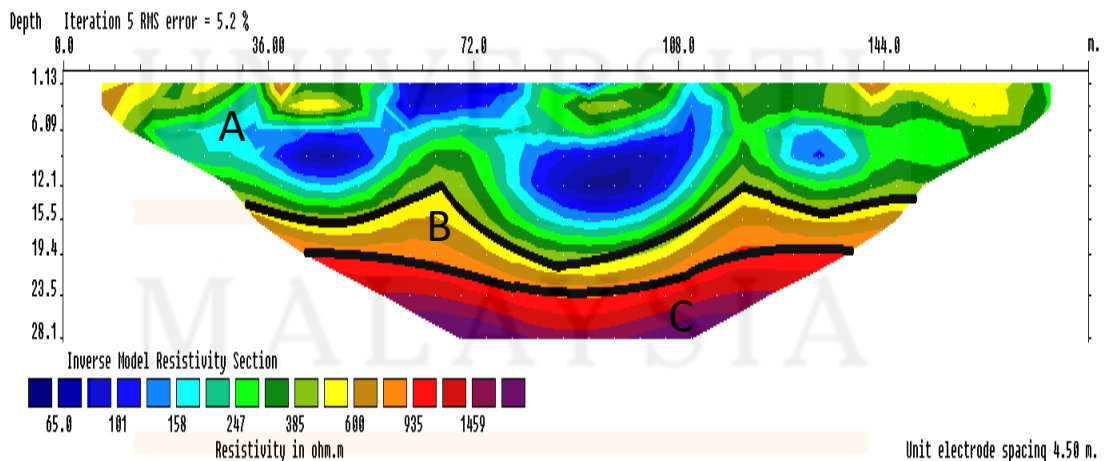 Depth Iteration 5 RMS error = 5.2 %
0.0 36.00 72.0 108.0 144.0 m.
1.13
6.09
12.1
15.5
19.4
23.5
28.1
A
B
C
UNIVERSITI
MALAYSIA
Inverse Model Resistivity Section
65.0 101 158 247 385 600 935 1459
Resistivity in ohm.m
Unit electrode spacing 4.50 m.